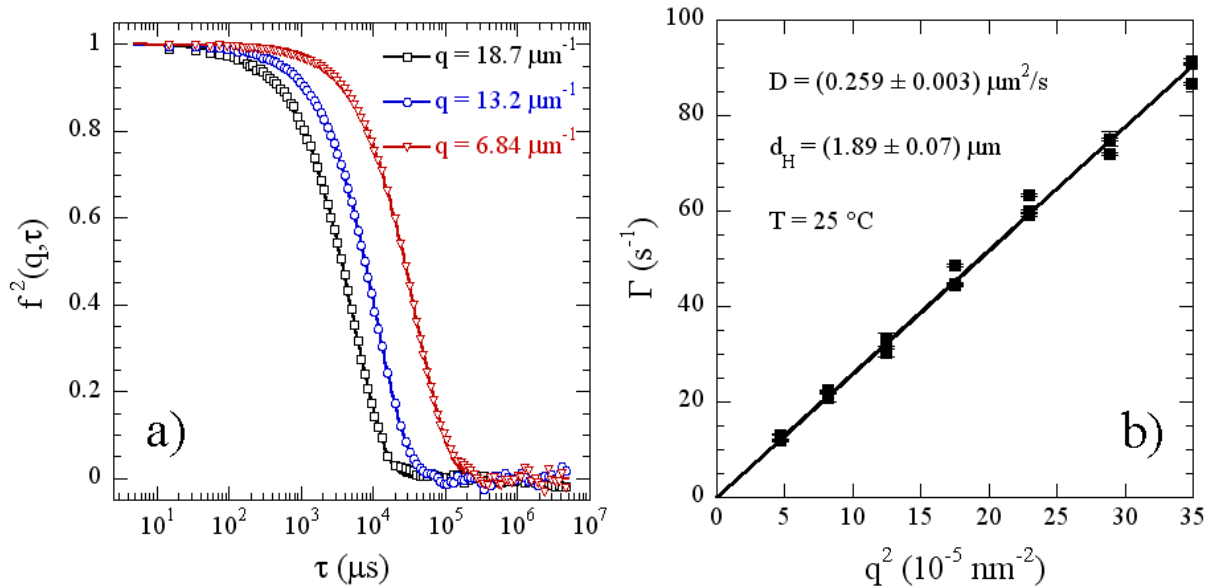 1
0.8
0.6
0.4
0.2
0
f²(q,τ)
q = 18.7 μm⁻¹
q = 13.2 μm⁻¹
q = 6.84 μm⁻¹
a)
10¹ 10² 10³ 10⁴ 10⁵ 10⁶ 10⁷
τ (μs)
100
80
60
40
20
0
Γ (s⁻¹)
D = (0.259 ± 0.003) μm²/s
d_H = (1.89 ± 0.07) μm
T = 25 °C
b)
0 5 10 15 20 25 30 35
q² (10⁻⁵ nm⁻²)